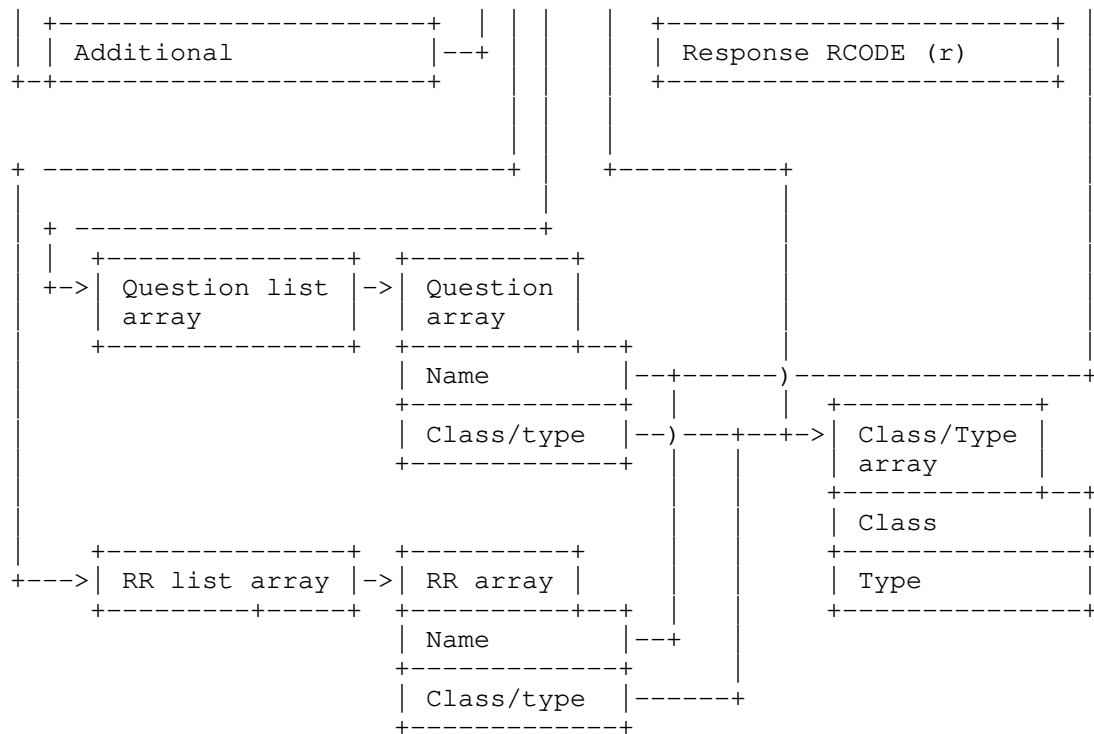 Additional
Response RCODE (r)
Question list array
Question array
Name
Class/type
Class/Type array
Class
RR list array
RR array
Type
Name
Class/type